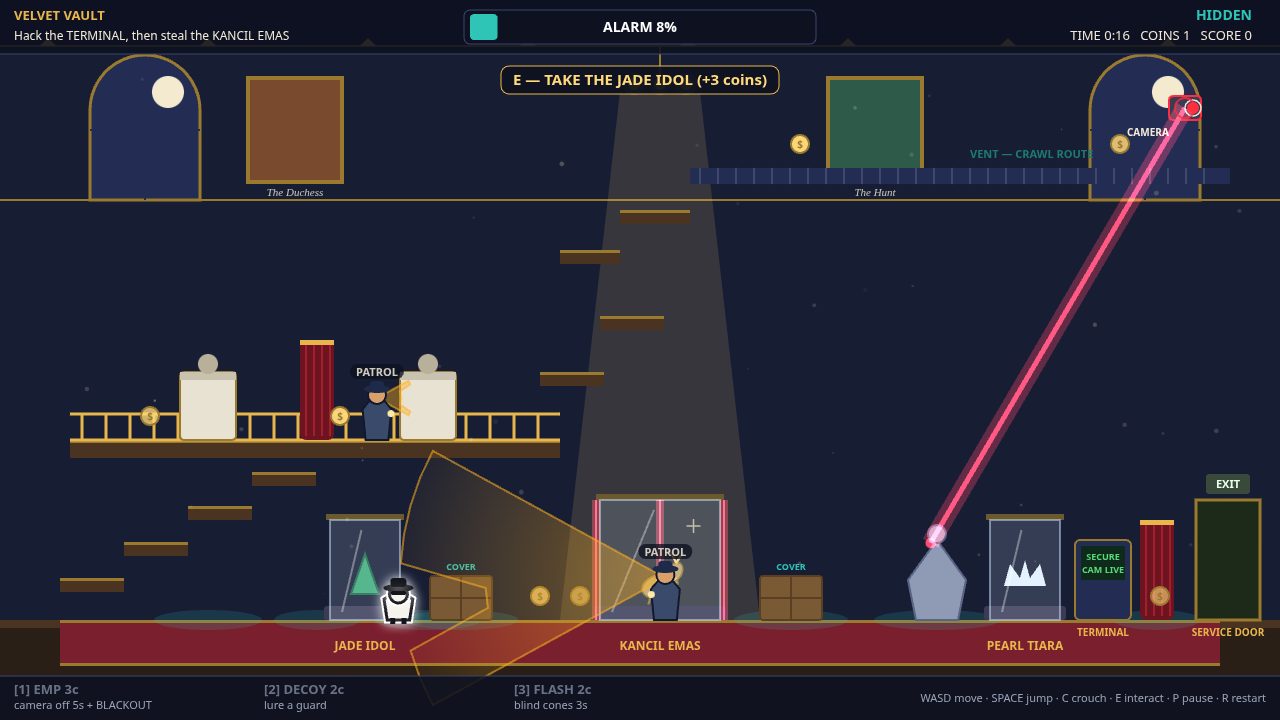 VELVET VAULT
Hack the TERMINAL, then steal the KANCIL EMAS
ALARM 8%
HIDDEN
TIME 0:16 COINS 1 SCORE 0
E — TAKE THE JADE IDOL (+3 coins)
CAMERA
VENT — CRAWL ROUTE
The Duchess
The Hunt
$
$
PATROL
$
$
EXIT
PATROL
COVER
COVER
SECURE
CAM LIVE
$
$
$
TERMINAL
SERVICE DOOR
JADE IDOL
KANCIL EMAS
PEARL TIARA
[1] EMP 3c
camera off 5s + BLACKOUT
[2] DECOY 2c
lure a guard
[3] FLASH 2c
blind cones 3s
WASD move · SPACE jump · C crouch · E interact · P pause · R restart